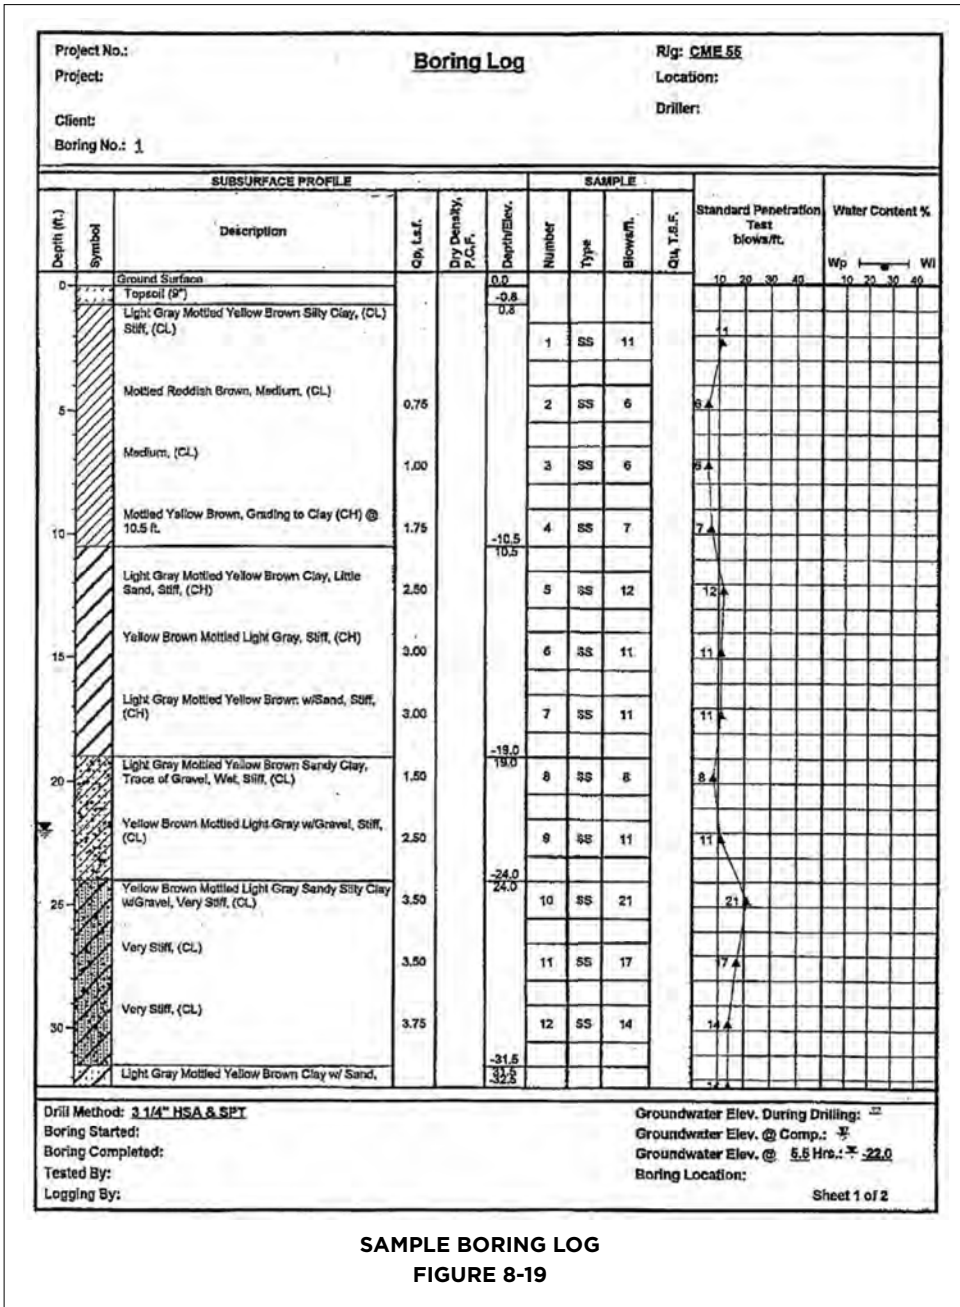 Project No.:
Project:
Client:
Boring No.: 1
Boring Log
Rig: CME 55
Location:
Driller:
SUBSURFACE PROFILE
SAMPLE
Depth (ft.)
Symbol
Description
Qp, t.s.f.
Dry Density, P.C.F.
Depth/Elev.
Number
Type
Blows/ft.
Qu, T.S.F.
Standard Penetration
Test
blows/ft.
Water Content %
Wp Wl
10 20 30 40 10 20 30 40
0 Ground Surface 0.0
Topsoil (9") -0.8
0.8
Light Gray Mottled Yellow Brown Silty Clay, (CL)
Stiff, (CL)
1 SS 11 11
Mottled Reddish Brown, Medium, (CL)
5 0.75 2 SS 6 6
Medium, (CL)
1.00 3 SS 6 6
Mottled Yellow Brown, Grading to Clay (CH) @
10.5 ft. 1.75 4 SS 7 7
10 -10.5
10.5
Light Gray Mottled Yellow Brown Clay, Little
Sand, Stiff, (CH) 2.50 5 SS 12 12
Yellow Brown Mottled Light Gray, Stiff, (CH)
15 3.00 6 SS 11 11
Light Gray Mottled Yellow Brown w/Sand, Stiff,
(CH) 3.00 7 SS 11 11
-19.0
19.0
Light Gray Mottled Yellow Brown Sandy Clay,
Trace of Gravel, Wet, Stiff, (CL) 1.50 8 SS 8 8
20
Yellow Brown Mottled Light Gray w/Gravel, Stiff,
(CL) 2.50 9 SS 11 11
-24.0
24.0
Yellow Brown Mottled Light Gray Sandy Silty Clay
w/Gravel, Very Stiff, (CL) 3.50 10 SS 21 21
25
Very Stiff, (CL)
3.50 11 SS 17 17
Very Stiff, (CL)
3.75 12 SS 14 14
30
-31.5
31.5
Light Gray Mottled Yellow Brown Clay w/ Sand,
-32.5
Drill Method: 3 1/4" HSA & SPT
Boring Started:
Boring Completed:
Tested By:
Logging By:
Groundwater Elev. During Drilling:
Groundwater Elev. @ Comp.:
Groundwater Elev. @ 5.5 Hrs.: -22.0
Boring Location:
Sheet 1 of 2
SAMPLE BORING LOG
FIGURE 8-19